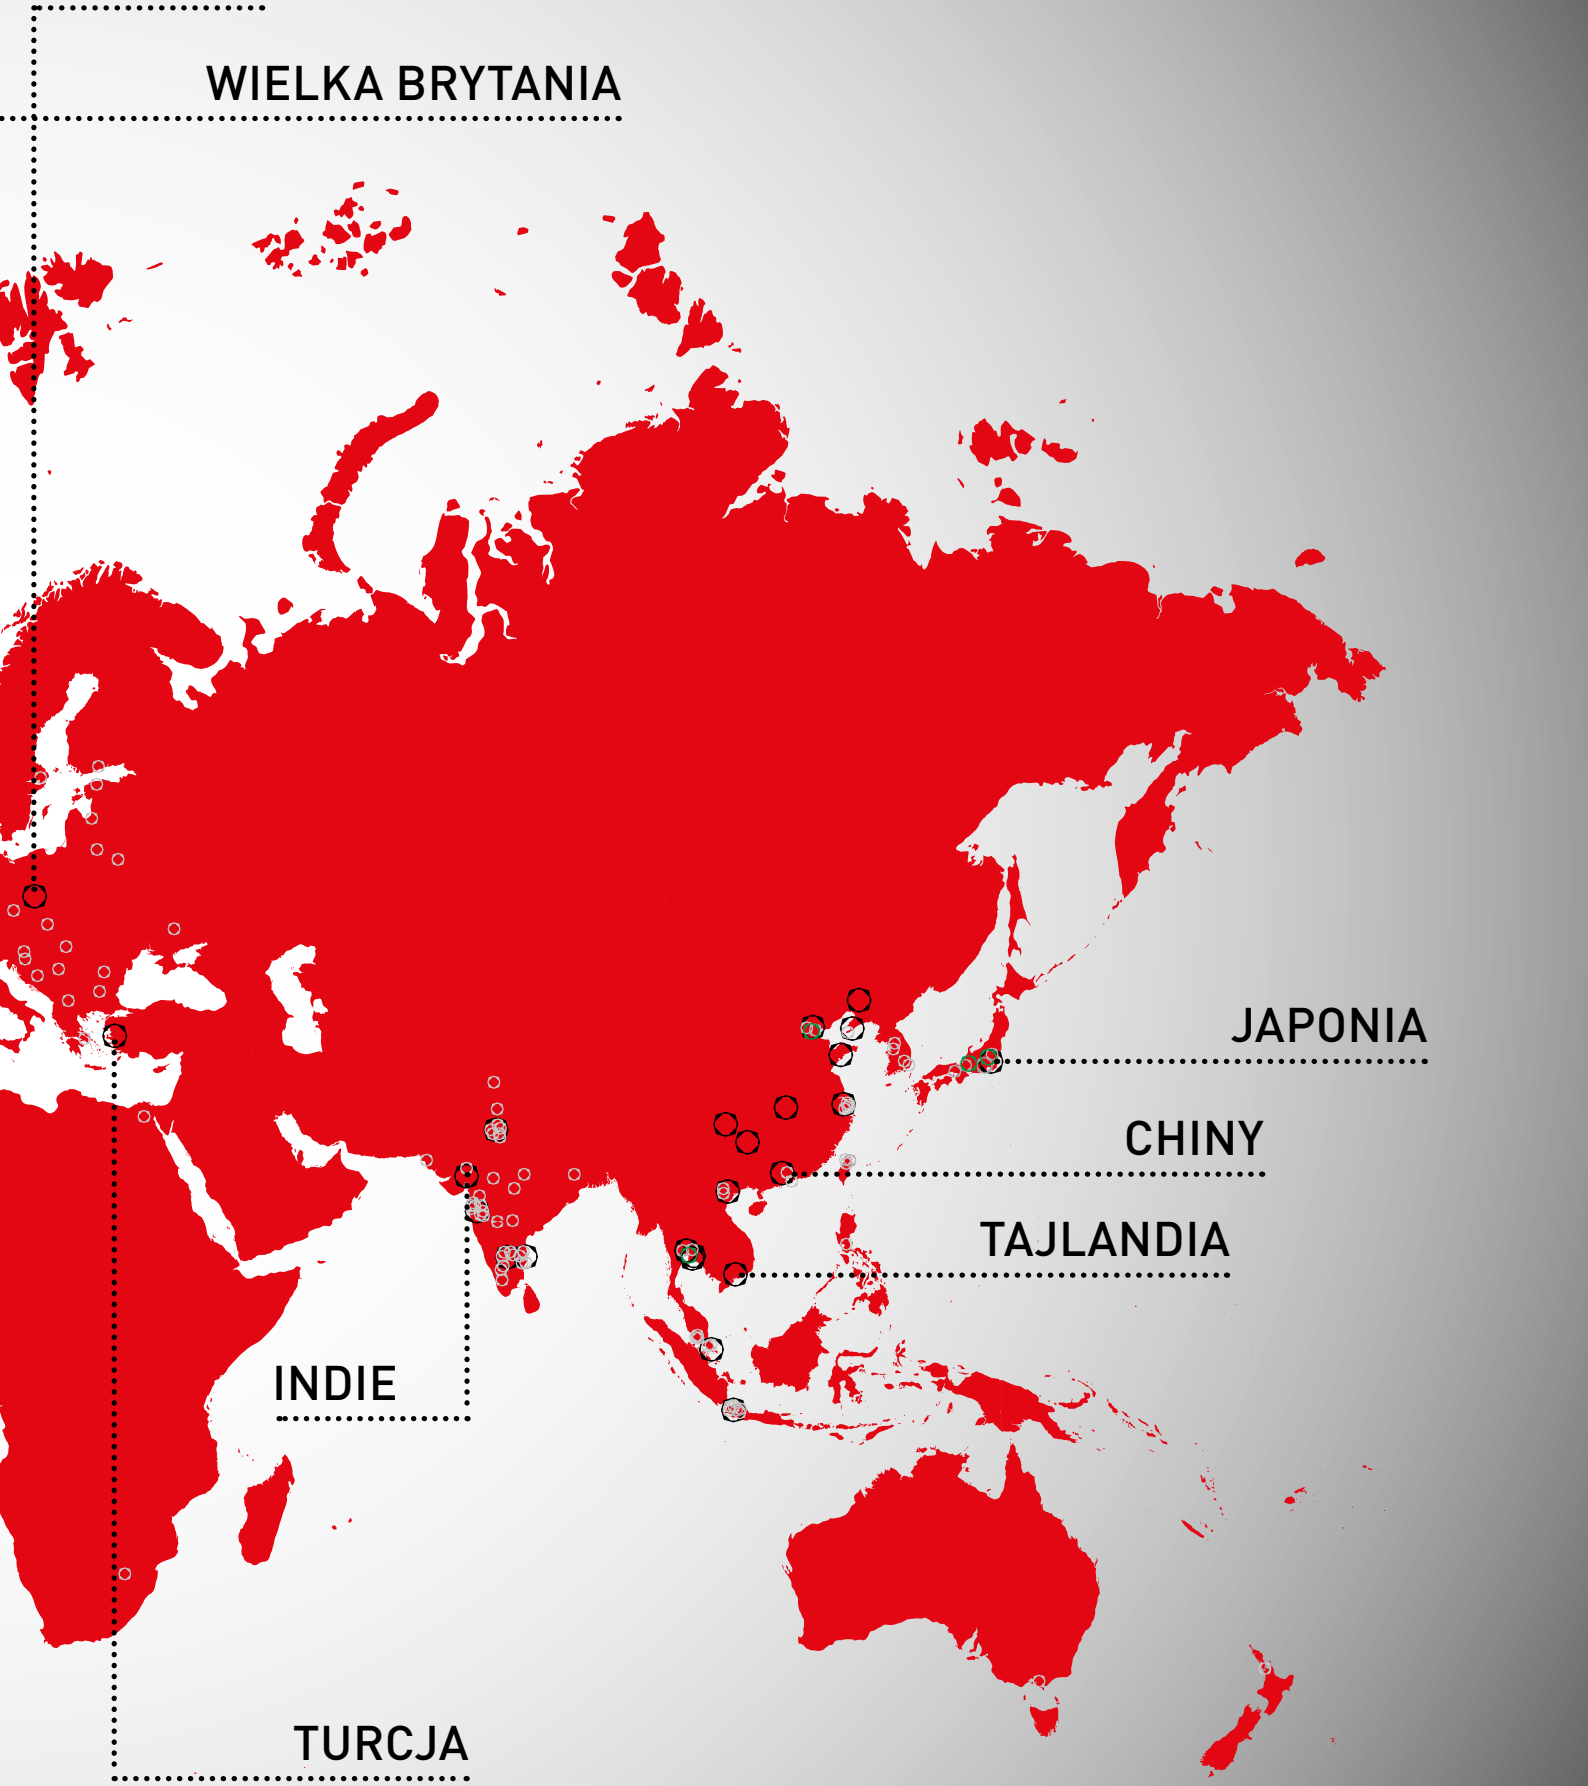 WIELKA BRYTANIA
JAPONIA
CHINY
TAJLANDIA
INDIE
TURCJA